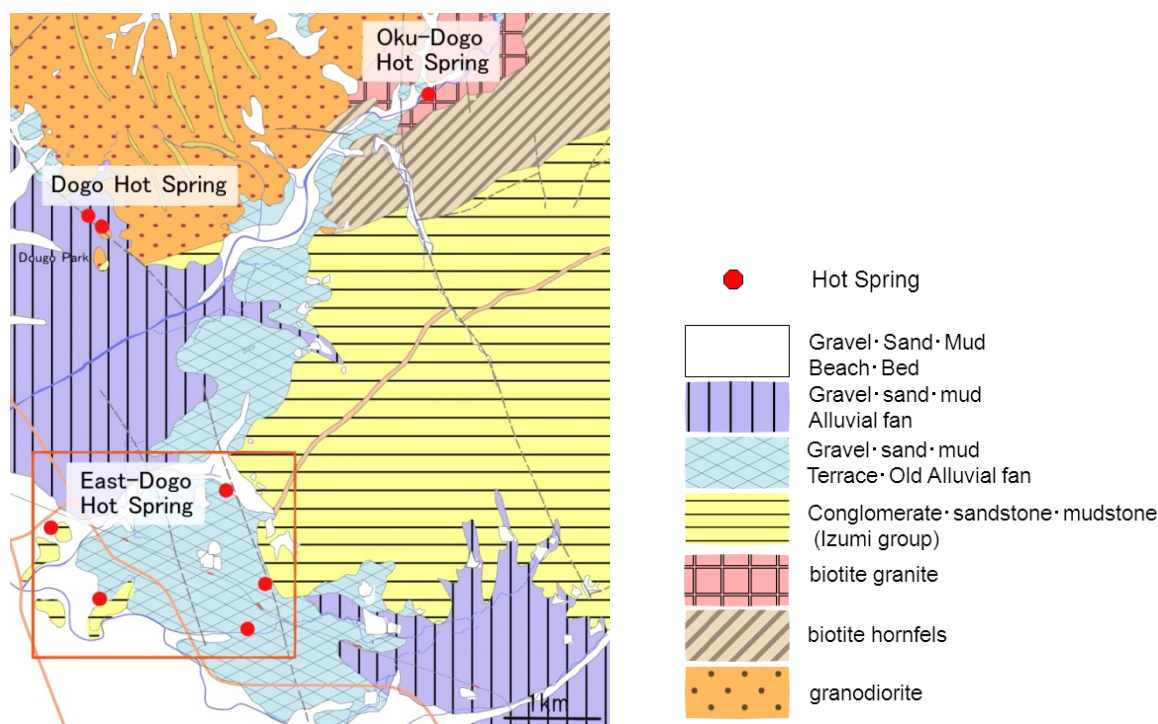 Oku-Dogo
Hot Spring
Dogo Hot Spring
Dougo Park
East-Dogo
Hot Spring
1km
Hot Spring
Gravel･Sand･Mud
Beach･Bed
Gravel･sand･mud
Alluvial fan
Gravel･sand･mud
Terrace･Old Alluvial fan
Conglomerate･sandstone･mudstone
(Izumi group)
biotite granite
biotite hornfels
granodiorite